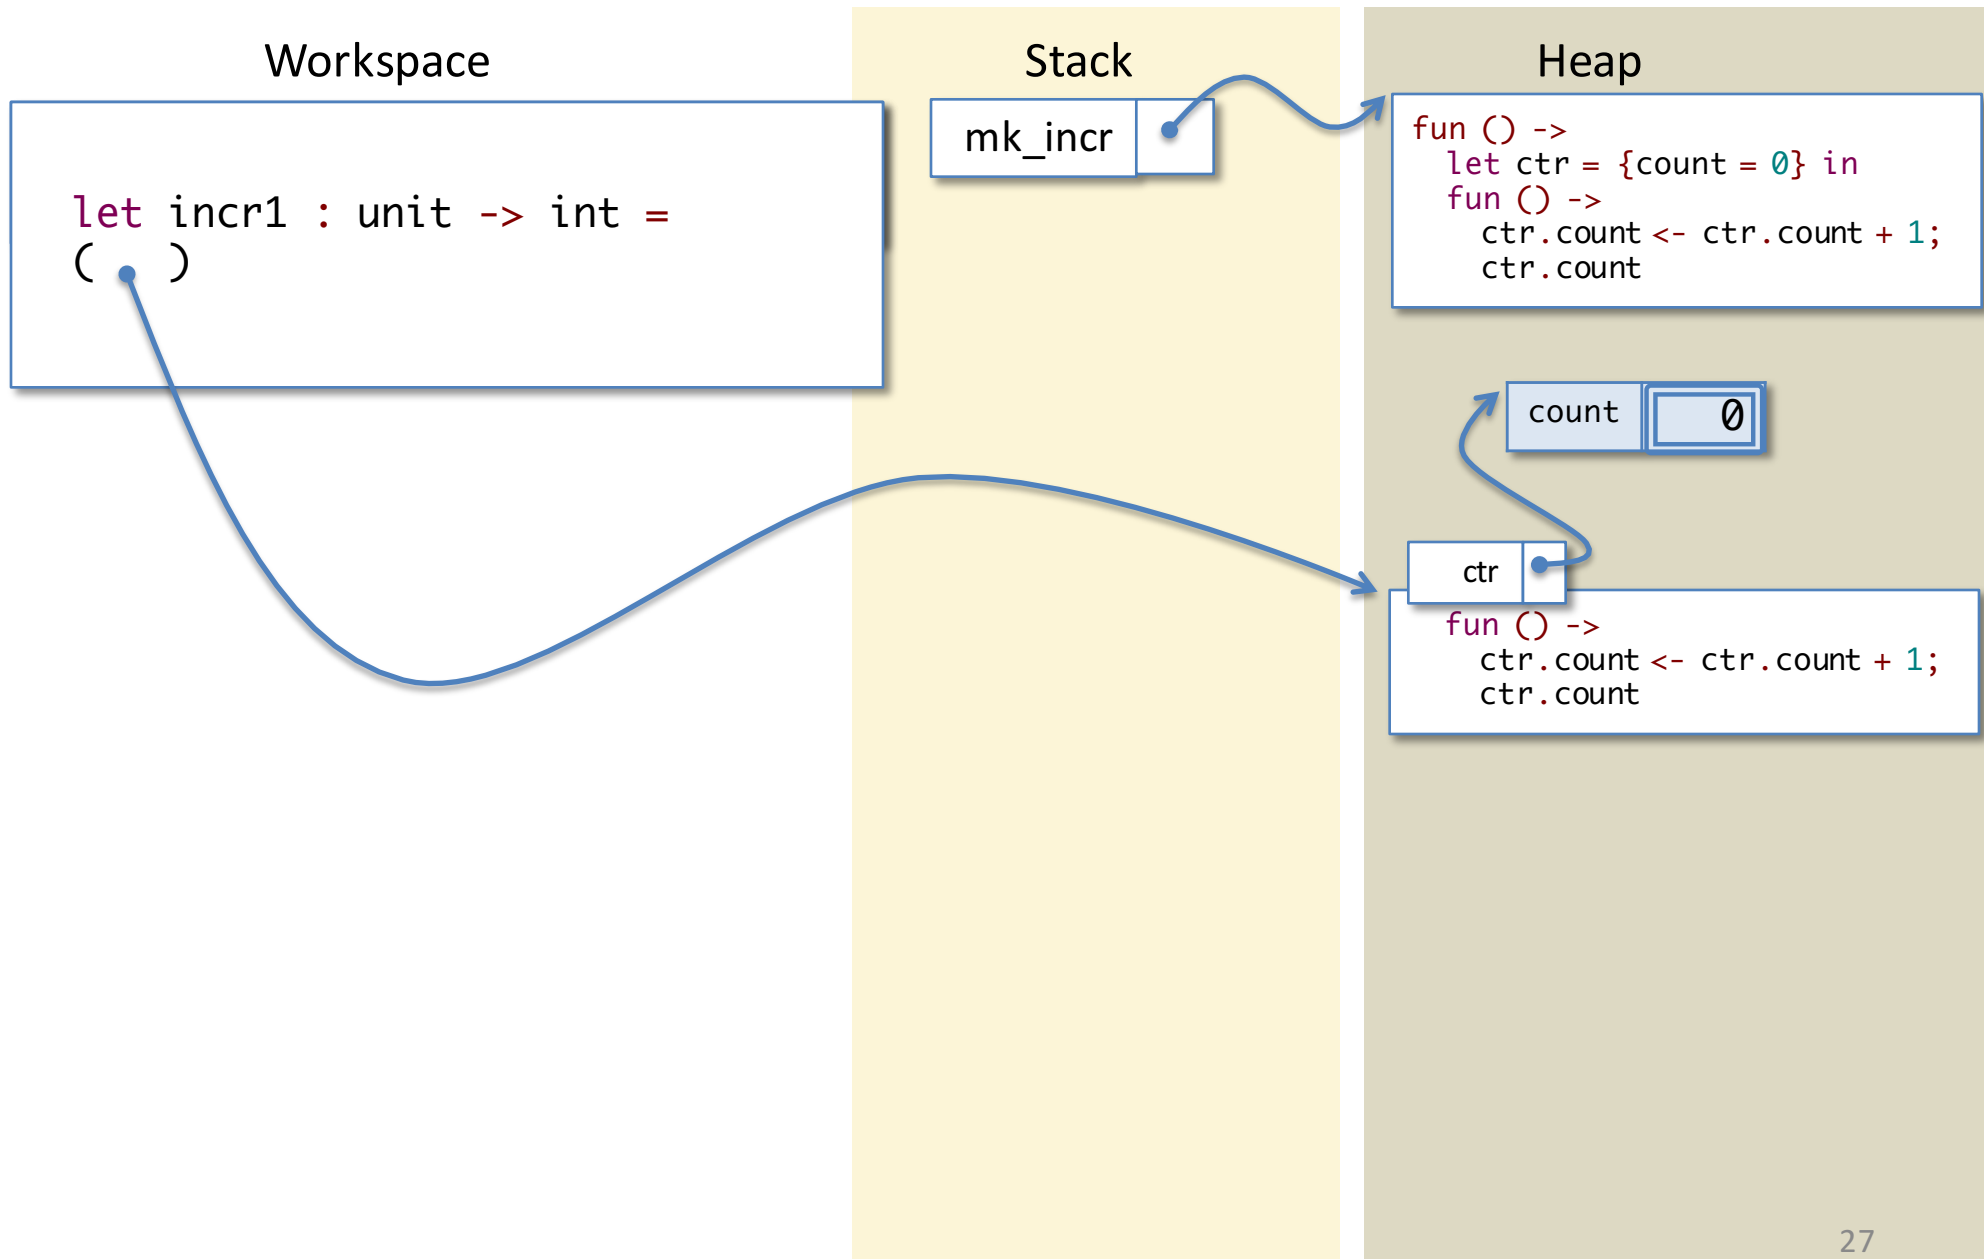 Workspace
Stack
Heap
let incr1 : unit -> int =
( )
mk_incr
fun () ->
let ctr = {count = 0} in
fun () ->
ctr.count <- ctr.count + 1;
ctr.count
count 0
ctr
fun () ->
ctr.count <- ctr.count + 1;
ctr.count
27